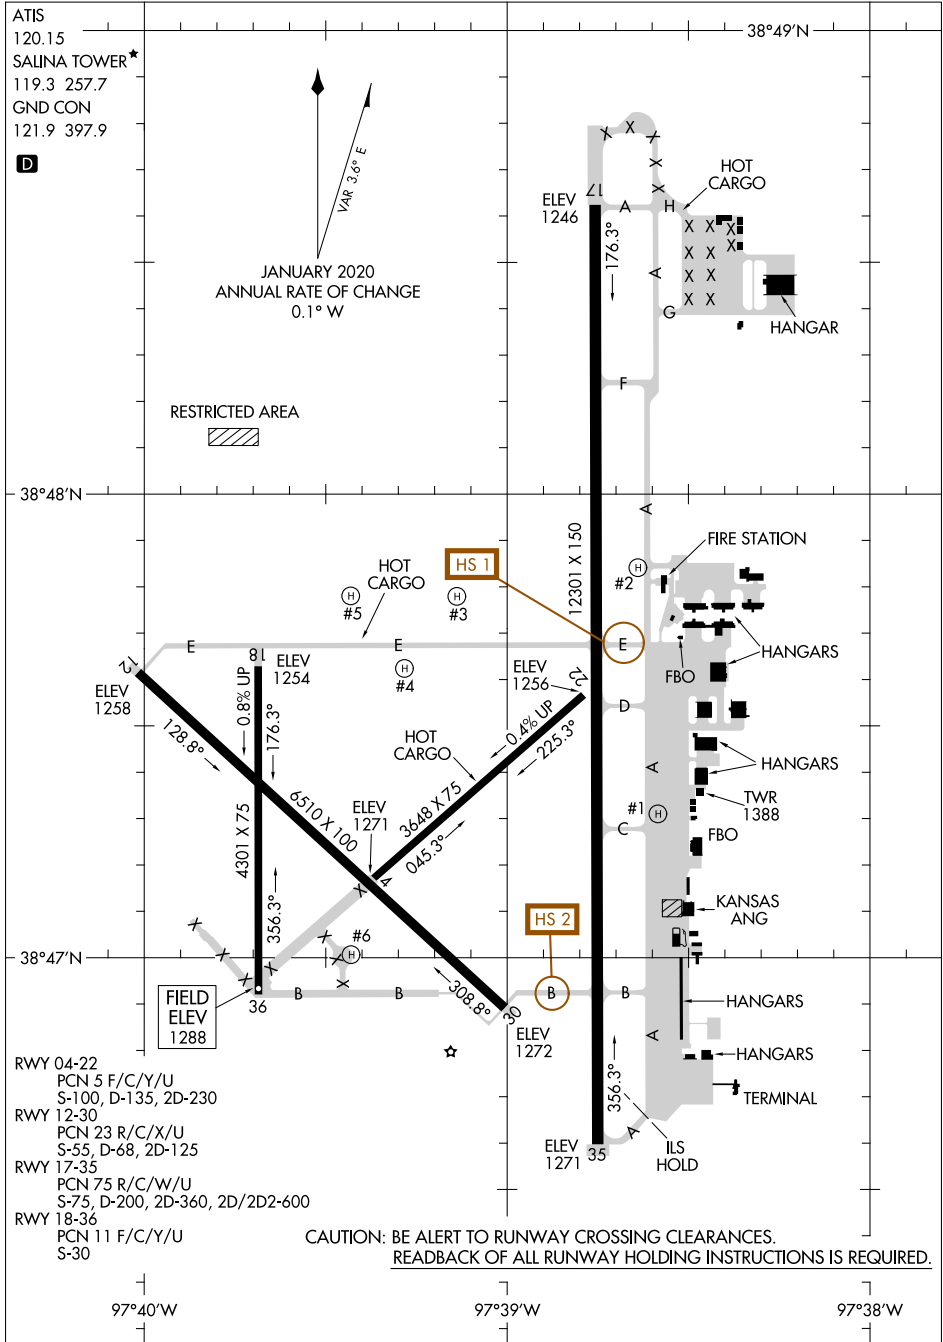 ATIS
120.15
SALINA TOWER★
119.3 257.7
GND CON
121.9 397.9
D
38°49'N
VAR 3.6° E
JANUARY 2020
ANNUAL RATE OF CHANGE
0.1° W
RESTRICTED AREA
X X X
X
X
HOT
CARGO
ELEV
1246
17
A H
X X X
X
X X
X X
X X
176.3°
A
G
HANGAR
F
38°48'N
A
12301 X 150
HS 1
HOT
CARGO
H
#5
H
#3
H
#2
FIRE STATION
E
E
E
HANGARS
FBO
12
ELEV
1258
18
ELEV
1254
H
#4
ELEV
1256
22
D
128.8°
0.8% UP
176.3°
HOT
CARGO
0.4% UP
225.3°
A
HANGARS
TWR
1388
4301 X 75
6510 X 100
ELEV
1271
3648 X 75
045.3°
#1
H
C
FBO
X
4
356.3°
KANSAS
ANG
HS 2
X
X
X
X
X
X
X
H
#6
38°47'N
308.8°
FIELD
ELEV
1288
36
B
B
B
B
30
ELEV
1272
A
HANGARS
HANGARS
TERMINAL
356.3°
ELEV
1271
35
A
ILS
HOLD
RWY 04-22
PCN 5 F/C/Y/U
S-100, D-135, 2D-230
RWY 12-30
PCN 23 R/C/X/U
S-55, D-68, 2D-125
RWY 17-35
PCN 75 R/C/W/U
S-75, D-200, 2D-360, 2D/2D2-600
RWY 18-36
PCN 11 F/C/Y/U
S-30
CAUTION: BE ALERT TO RUNWAY CROSSING CLEARANCES.
READBACK OF ALL RUNWAY HOLDING INSTRUCTIONS IS REQUIRED.
97°40'W
97°39'W
97°38'W